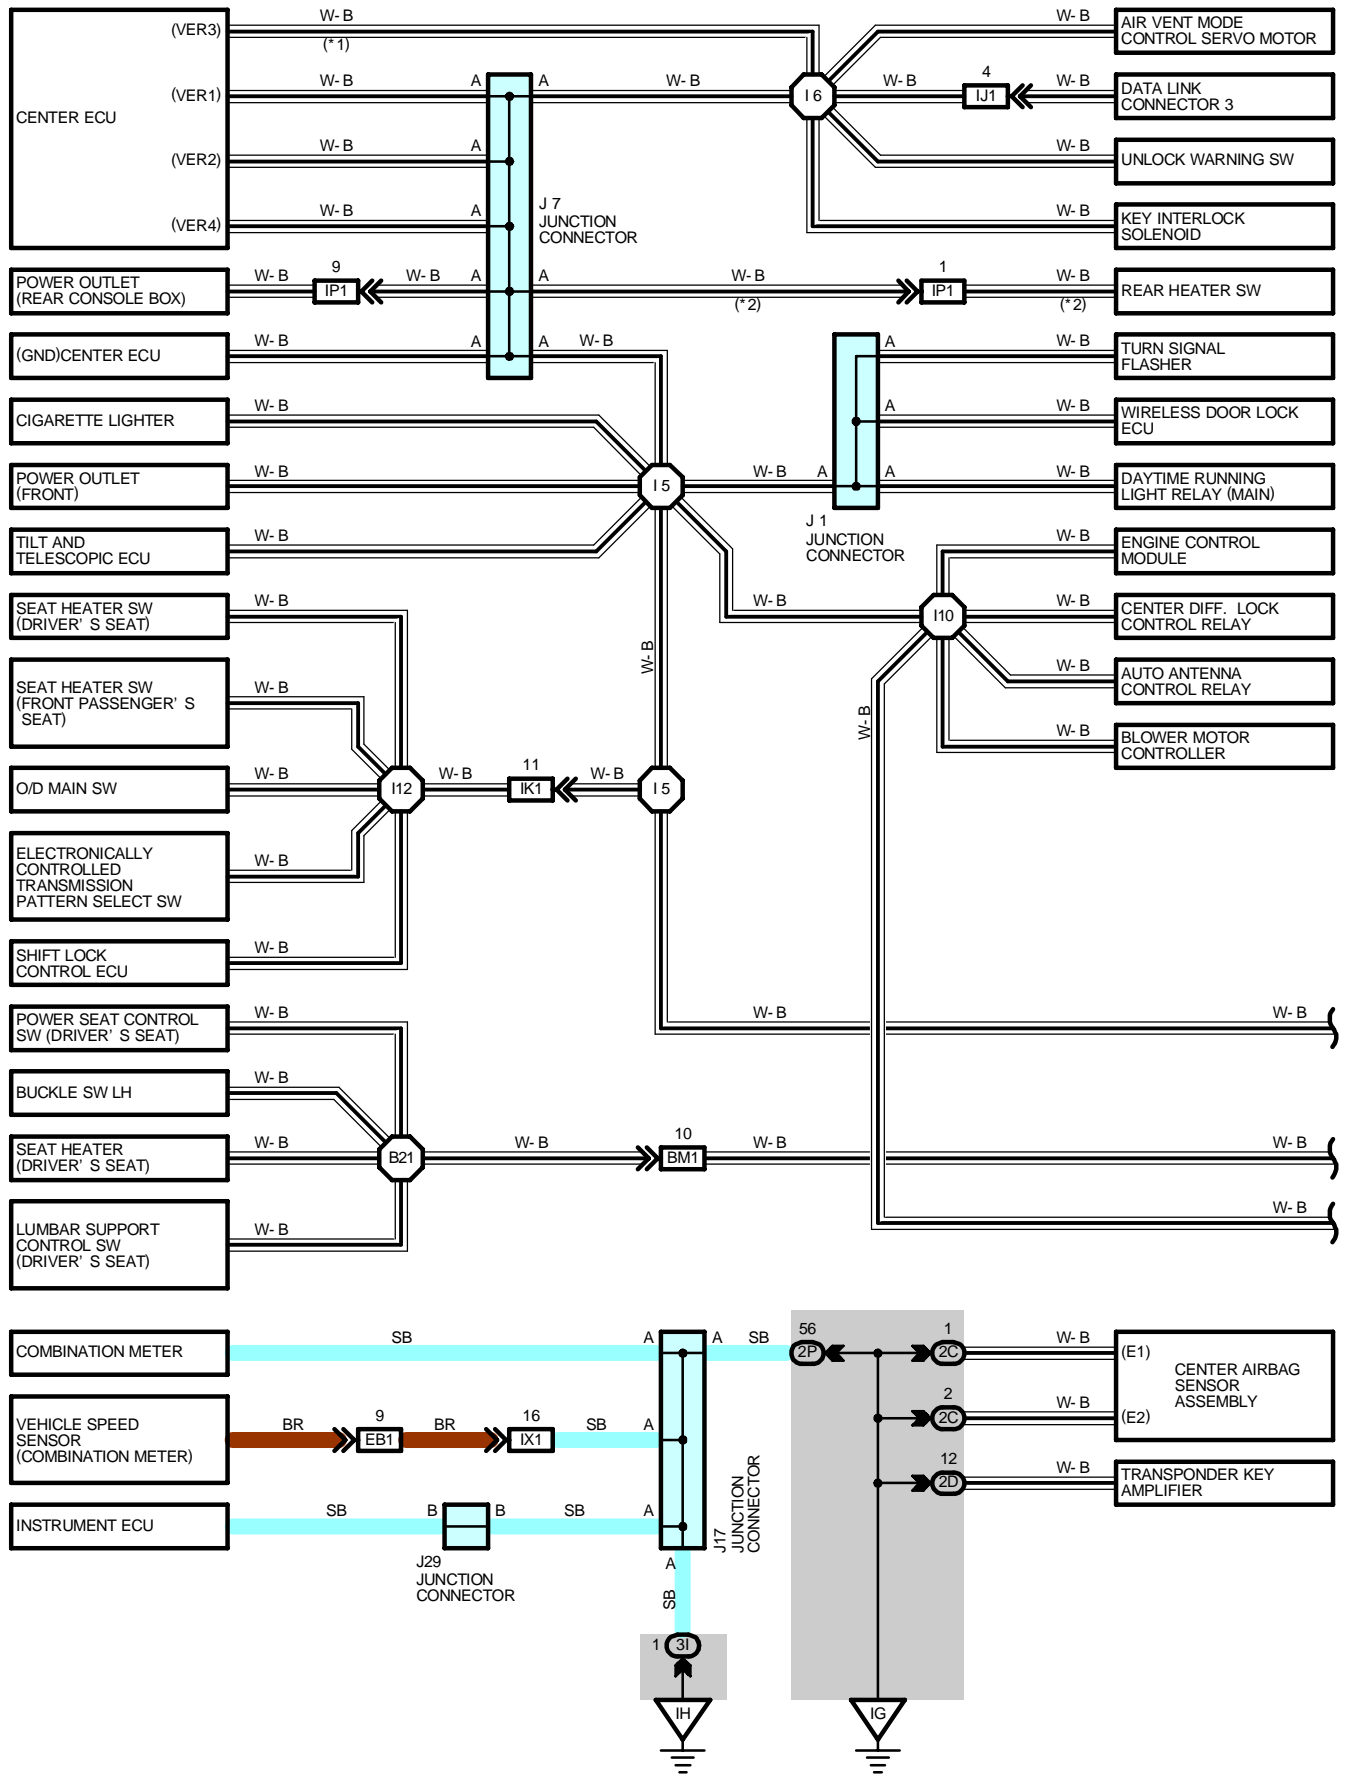 W-B
W-B
(VER3)
(*1)
AIR VENT MODE
CONTROL SERVO MOTOR
4
W-B
A
A
W-B
W-B
W-B
CENTER ECU
(VER1)
I 6
IJ1
DATA LINK
CONNECTOR 3
W-B
A
W-B
(VER2)
UNLOCK WARNING SW
W-B
A
J 7
JUNCTION
CONNECTOR
W-B
(VER4)
KEY INTERLOCK
SOLENOID
POWER OUTLET
(REAR CONSOLE BOX)
W-B
9
IP1
W-B
A
A
W-B
(*2)
1
IP1
W-B
(*2)
REAR HEATER SW
(GND)CENTER ECU
W-B
A
A
W-B
A
W-B
TURN SIGNAL
FLASHER
CIGARETTE LIGHTER
W-B
A
W-B
WIRELESS DOOR LOCK
ECU
POWER OUTLET
(FRONT)
W-B
I 5
W-B
A
A
W-B
DAYTIME RUNNING
LIGHT RELAY (MAIN)
J 1
JUNCTION
CONNECTOR
TILT AND
TELESCOPIC ECU
W-B
W-B
ENGINE CONTROL
MODULE
SEAT HEATER SW
(DRIVER'S SEAT)
W-B
W-B
I10
W-B
CENTER DIFF. LOCK
CONTROL RELAY
W-B
SEAT HEATER SW
(FRONT PASSENGER'S
SEAT)
W-B
W-B
AUTO ANTENNA
CONTROL RELAY
W-B
W-B
BLOWER MOTOR
CONTROLLER
O/D MAIN SW
W-B
I12
W-B
11
IK1
W-B
I 5
ELECTRONICALLY
CONTROLLED
TRANSMISSION
PATTERN SELECT SW
W-B
SHIFT LOCK
CONTROL ECU
W-B
POWER SEAT CONTROL
SW (DRIVER'S SEAT)
W-B
W-B
W-B
BUCKLE SW LH
W-B
SEAT HEATER
(DRIVER'S SEAT)
W-B
B21
W-B
10
BM1
W-B
W-B
LUMBAR SUPPORT
CONTROL SW
(DRIVER'S SEAT)
W-B
W-B
COMBINATION METER
SB
A
A
SB
56
2P
1
2C
W-B
(E1)
CENTER AIRBAG
SENSOR
ASSEMBLY
2
2C
W-B
(E2)
VEHICLE SPEED
SENSOR
(COMBINATION METER)
BR
9
EB1
BR
16
IX1
SB
A
12
2D
W-B
TRANSPONDER KEY
AMPLIFIER
INSTRUMENT ECU
SB
B
B
SB
A
J17
JUNCTION
CONNECTOR
J29
JUNCTION
CONNECTOR
A
SB
1
3I
IH
IG